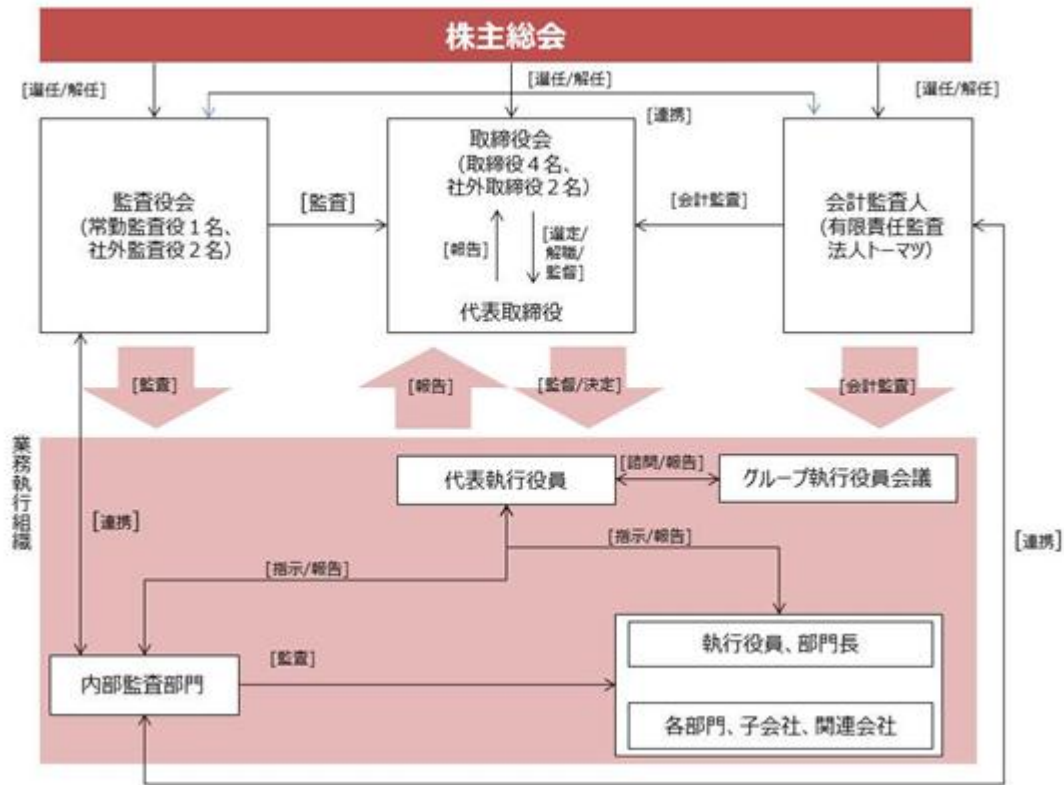 株主総会
[選任/解任]
[選任/解任]
[選任/解任]
[連携]
監査役会
(常勤監査役1名、
社外監査役2名)
[監査]
取締役会
(取締役4名、
社外取締役2名)
[報告]
[選定/
解職/
監督]
代表取締役
[会計監査]
会計監査人
(有限責任監査
法人トーマツ)
[監査]
[報告]
[監督/決定]
[会計監査]
業務執行組織
代表執行役員
[諮問/報告]
グループ執行役員会議
[連携]
[指示/報告]
[指示/報告]
[連携]
内部監査部門
[監査]
執行役員、部門長
各部門、子会社、関連会社